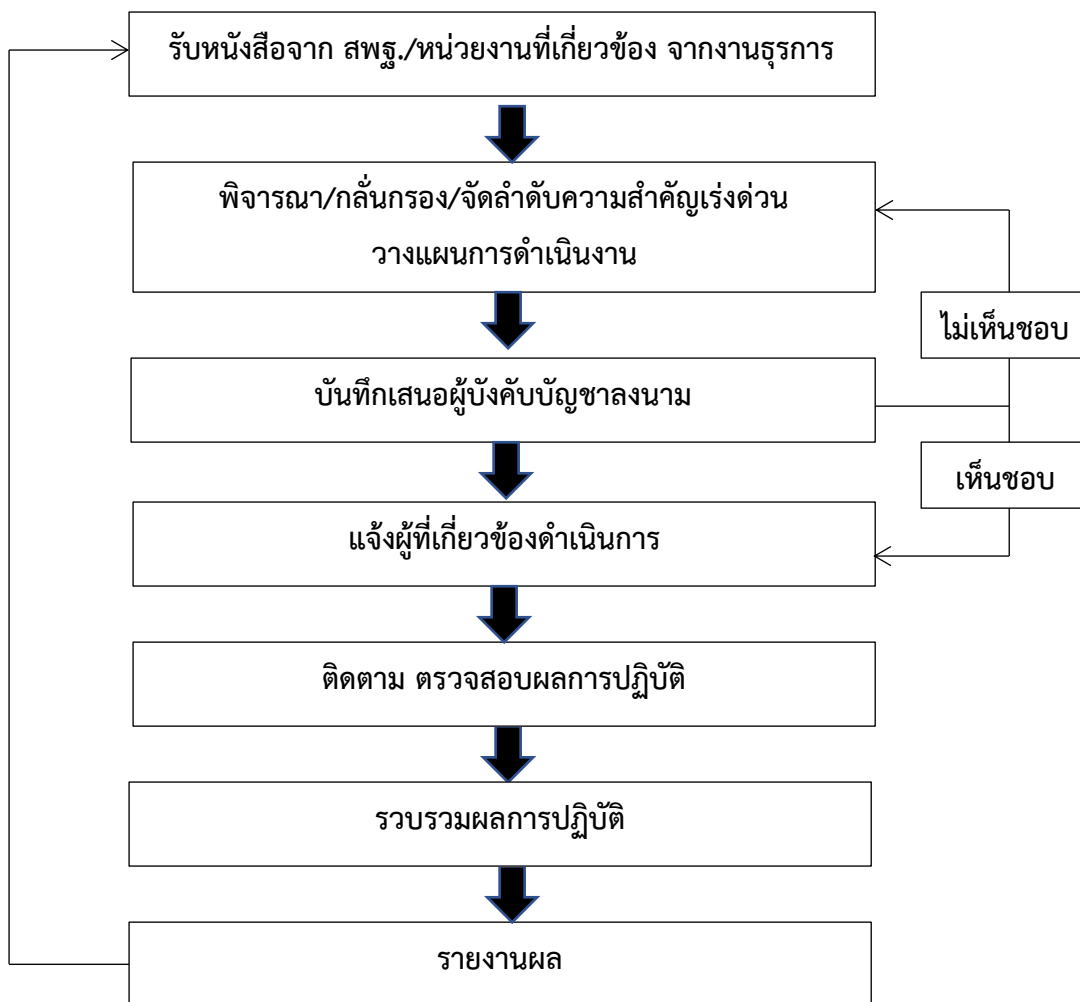 รับหนังสือจาก สพฐ./หน่วยงานที่เกี่ยวข้อง จากงานธุรการ
พิจารณา/กลั่นกรอง/จัดลำดับความสำคัญเร่งด่วน
วางแผนการดำเนินงาน
ไม่เห็นชอบ
บันทึกเสนอผู้บังคับบัญชาลงนาม
เห็นชอบ
แจ้งผู้ที่เกี่ยวข้องดำเนินการ
ติดตาม ตรวจสอบผลการปฏิบัติ
รวบรวมผลการปฏิบัติ
รายงานผล